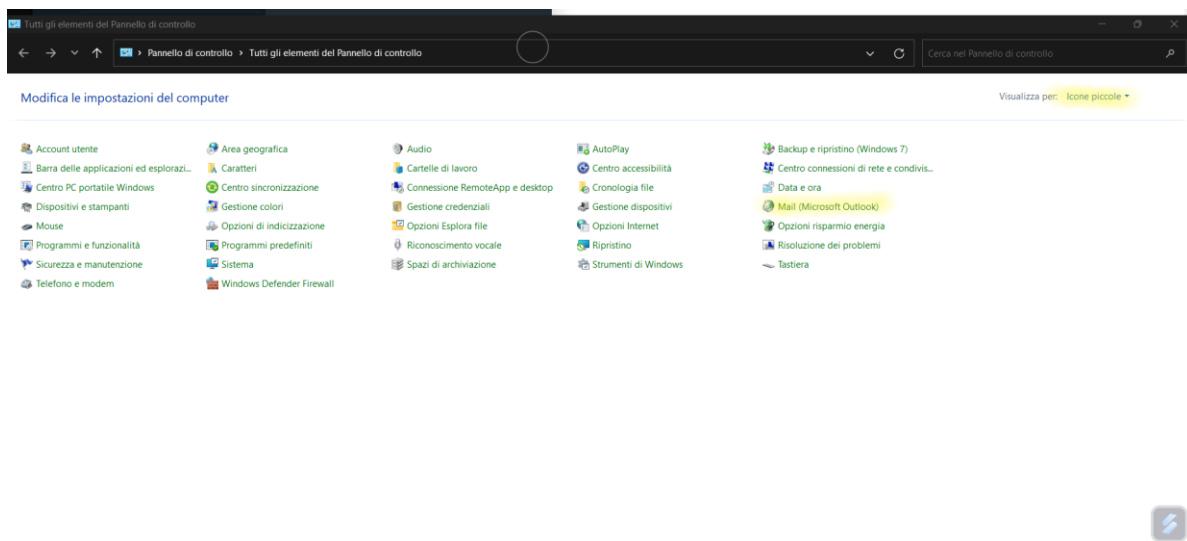 Tutti gli elementi del Pannello di controllo
Pannello di controllo > Tutti gli elementi del Pannello di controllo
Cerca nel Pannello di controllo
Modifica le impostazioni del computer
Visualizza per: Icone piccole
Account utente
Area geografica
Audio
AutoPlay
Backup e ripristino (Windows 7)
Barra delle applicazioni ed esplorazi...
Caratteri
Cartelle di lavoro
Centro accessibilità
Centro connessioni di rete e condivis...
Centro PC portatile Windows
Centro sincronizzazione
Connessione RemoteApp e desktop
Cronologia file
Data e ora
Dispositivi e stampanti
Gestione colori
Gestione credenziali
Gestione dispositivi
Mail (Microsoft Outlook)
Mouse
Opzioni di indicizzazione
Opzioni Esplora file
Opzioni Internet
Opzioni risparmio energia
Programmi e funzionalità
Programmi predefiniti
Riconoscimento vocale
Ripristino
Risoluzione dei problemi
Sicurezza e manutenzione
Sistema
Spazi di archiviazione
Strumenti di Windows
Tastiera
Telefono e modem
Windows Defender Firewall